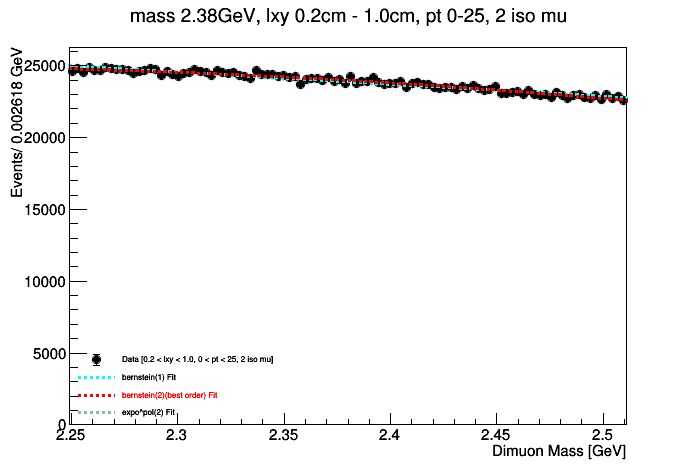 mass 2.38GeV, lxy 0.2cm - 1.0cm, pt 0-25, 2 iso mu
Events/ 0.002618 GeV
25000
20000
15000
10000
5000
0
Data [0.2 < lxy < 1.0, 0 < pt < 25, 2 iso mu]
bernstein(1) Fit
bernstein(2)(best order) Fit
expo^pol(2) Fit
2.25 2.3 2.35 2.4 2.45 2.5
Dimuon Mass [GeV]